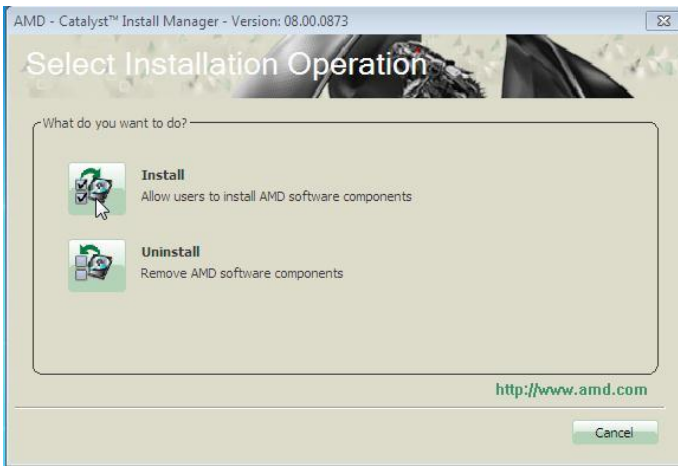 AMD - Catalyst™ Install Manager - Version: 08.00.0873
Select Installation Operation
What do you want to do?
Install
Allow users to install AMD software components
Uninstall
Remove AMD software components
http://www.amd.com
Cancel